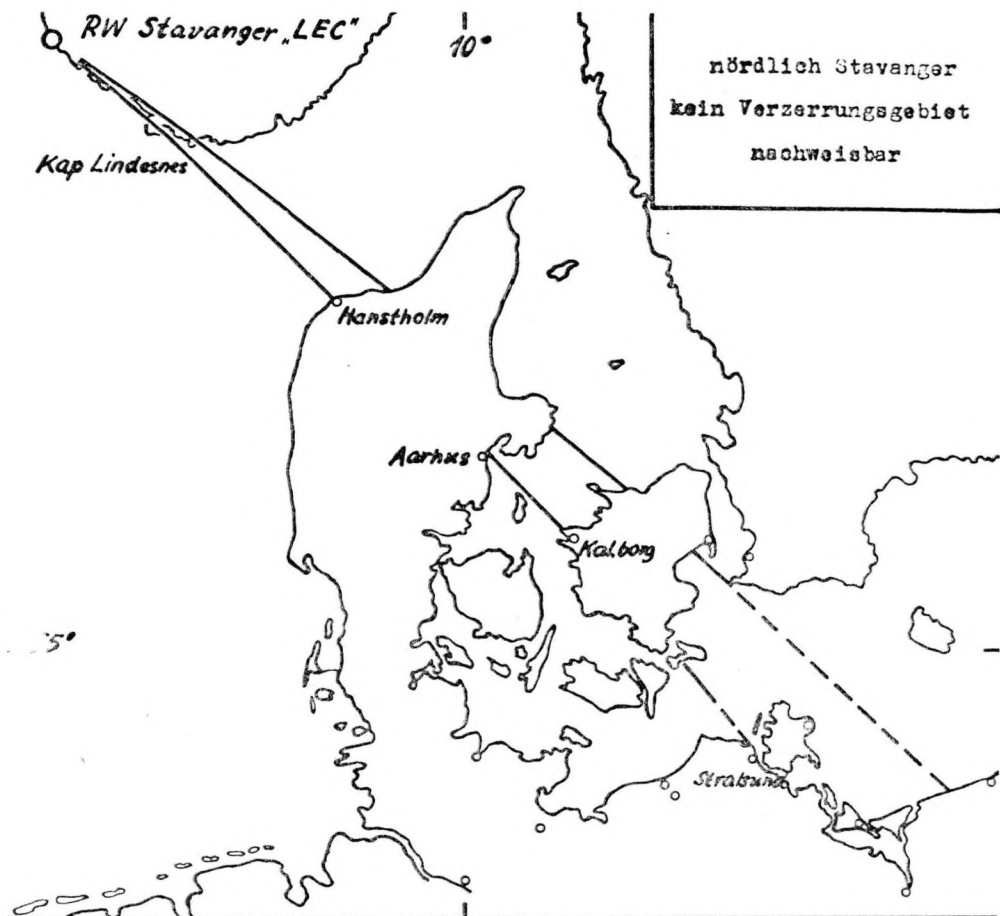 RW Stavanger „LEC“
10°
nördlich Stavanger
kein Verzerrungsgebiet
nachweisbar
Kap Lindesnes
Hanstholm
Aarhus
Kalborg
5°
Stralsund